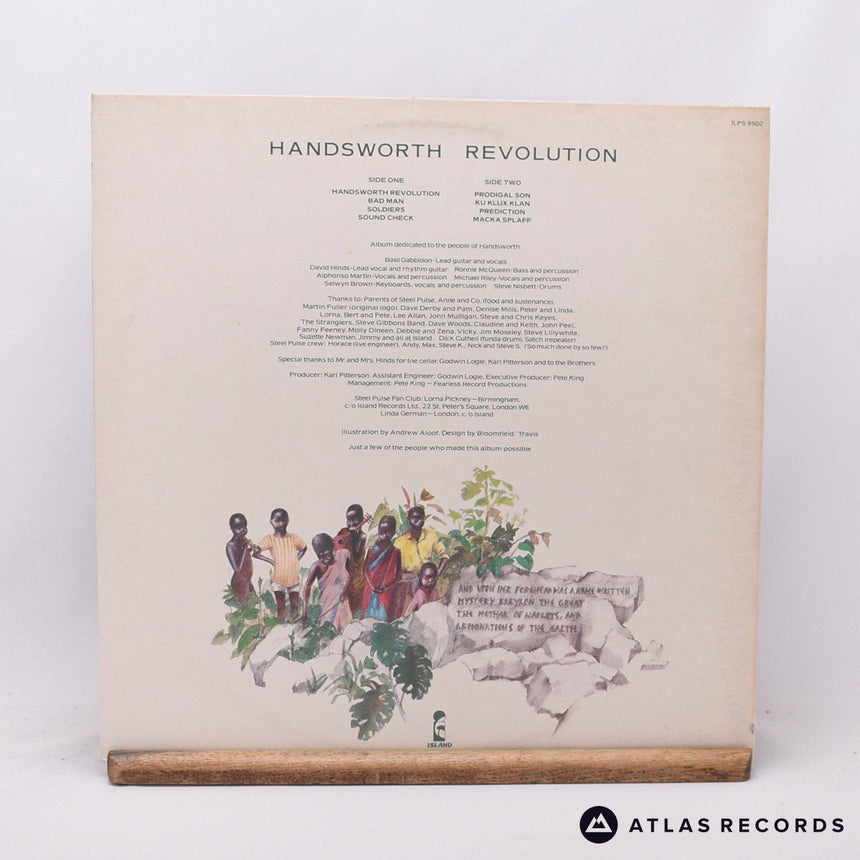 ILPS 9502
HANDSWORTH REVOLUTION
SIDE ONE
HANDSWORTH REVOLUTION
BAD MAN
SOLDIERS
SOUND CHECK
SIDE TWO
PRODIGAL SON
KU KLUX KLAN
PREDICTION
MACKA SPLAFF
Album dedicated to the people of Handsworth
Basil Gabbidon-Lead guitar and vocals
David Hinds-Lead vocal and rhythm guitar Ronnie McQueen-Bass and percussion
Alphonso Martin-Vocals and percussion Michael Riley-Vocals and percussion
Selwyn Brown-Keyboards, vocals and percussion Steve Nisbett-Drums
Thanks to: Parents of Steel Pulse, Anne and Co. (food and sustenance),
Martin Fuller (original logo), Dave Derby and Pam, Denise Mills, Peter and Linda,
Lorna, Bert and Pete, Lee Allan, John Mulligan, Steve and Chris Keyes,
The Stranglers, Steve Gibbons Band, Dave Woods, Claudine and Keith, John Peel,
Fanny Feeney, Molly Dineen, Debbie and Zena, Vicky, Jim Moseley, Steve Lillywhite,
Suzette Newman, Jimmy and all at Island, Dick Cuthell (funda drum), Satch (repeater)
Steel Pulse crew; Horace (live engineer), Andy, Max, Steve K., Nick and Steve S. ('So much done by so few!')
Special thanks to Mr. and Mrs. Hinds for the cellar, Godwin Logie, Karl Pitterson and to the Brothers
Producer: Karl Pitterson, Assistant Engineer: Godwin Logie, Executive Producer: Pete King
Management: Pete King – Fearless Record Productions
Steel Pulse Fan Club: Lorna Pickney – Birmingham,
c/o Island Records Ltd., 22 St. Peter's Square, London W6
Linda German – London, c/o Island
Illustration by Andrew Aloof. Design by Bloomfield/Travis
Just a few of the people who made this album possible
AND UPON HER FOREHEAD WAS A NAME WRITTEN
MYSTERY BABYLON THE GREAT
THE MOTHER OF HARLOTS, AND
ABOMINATIONS OF THE EARTH
ISLAND
ATLAS RECORDS